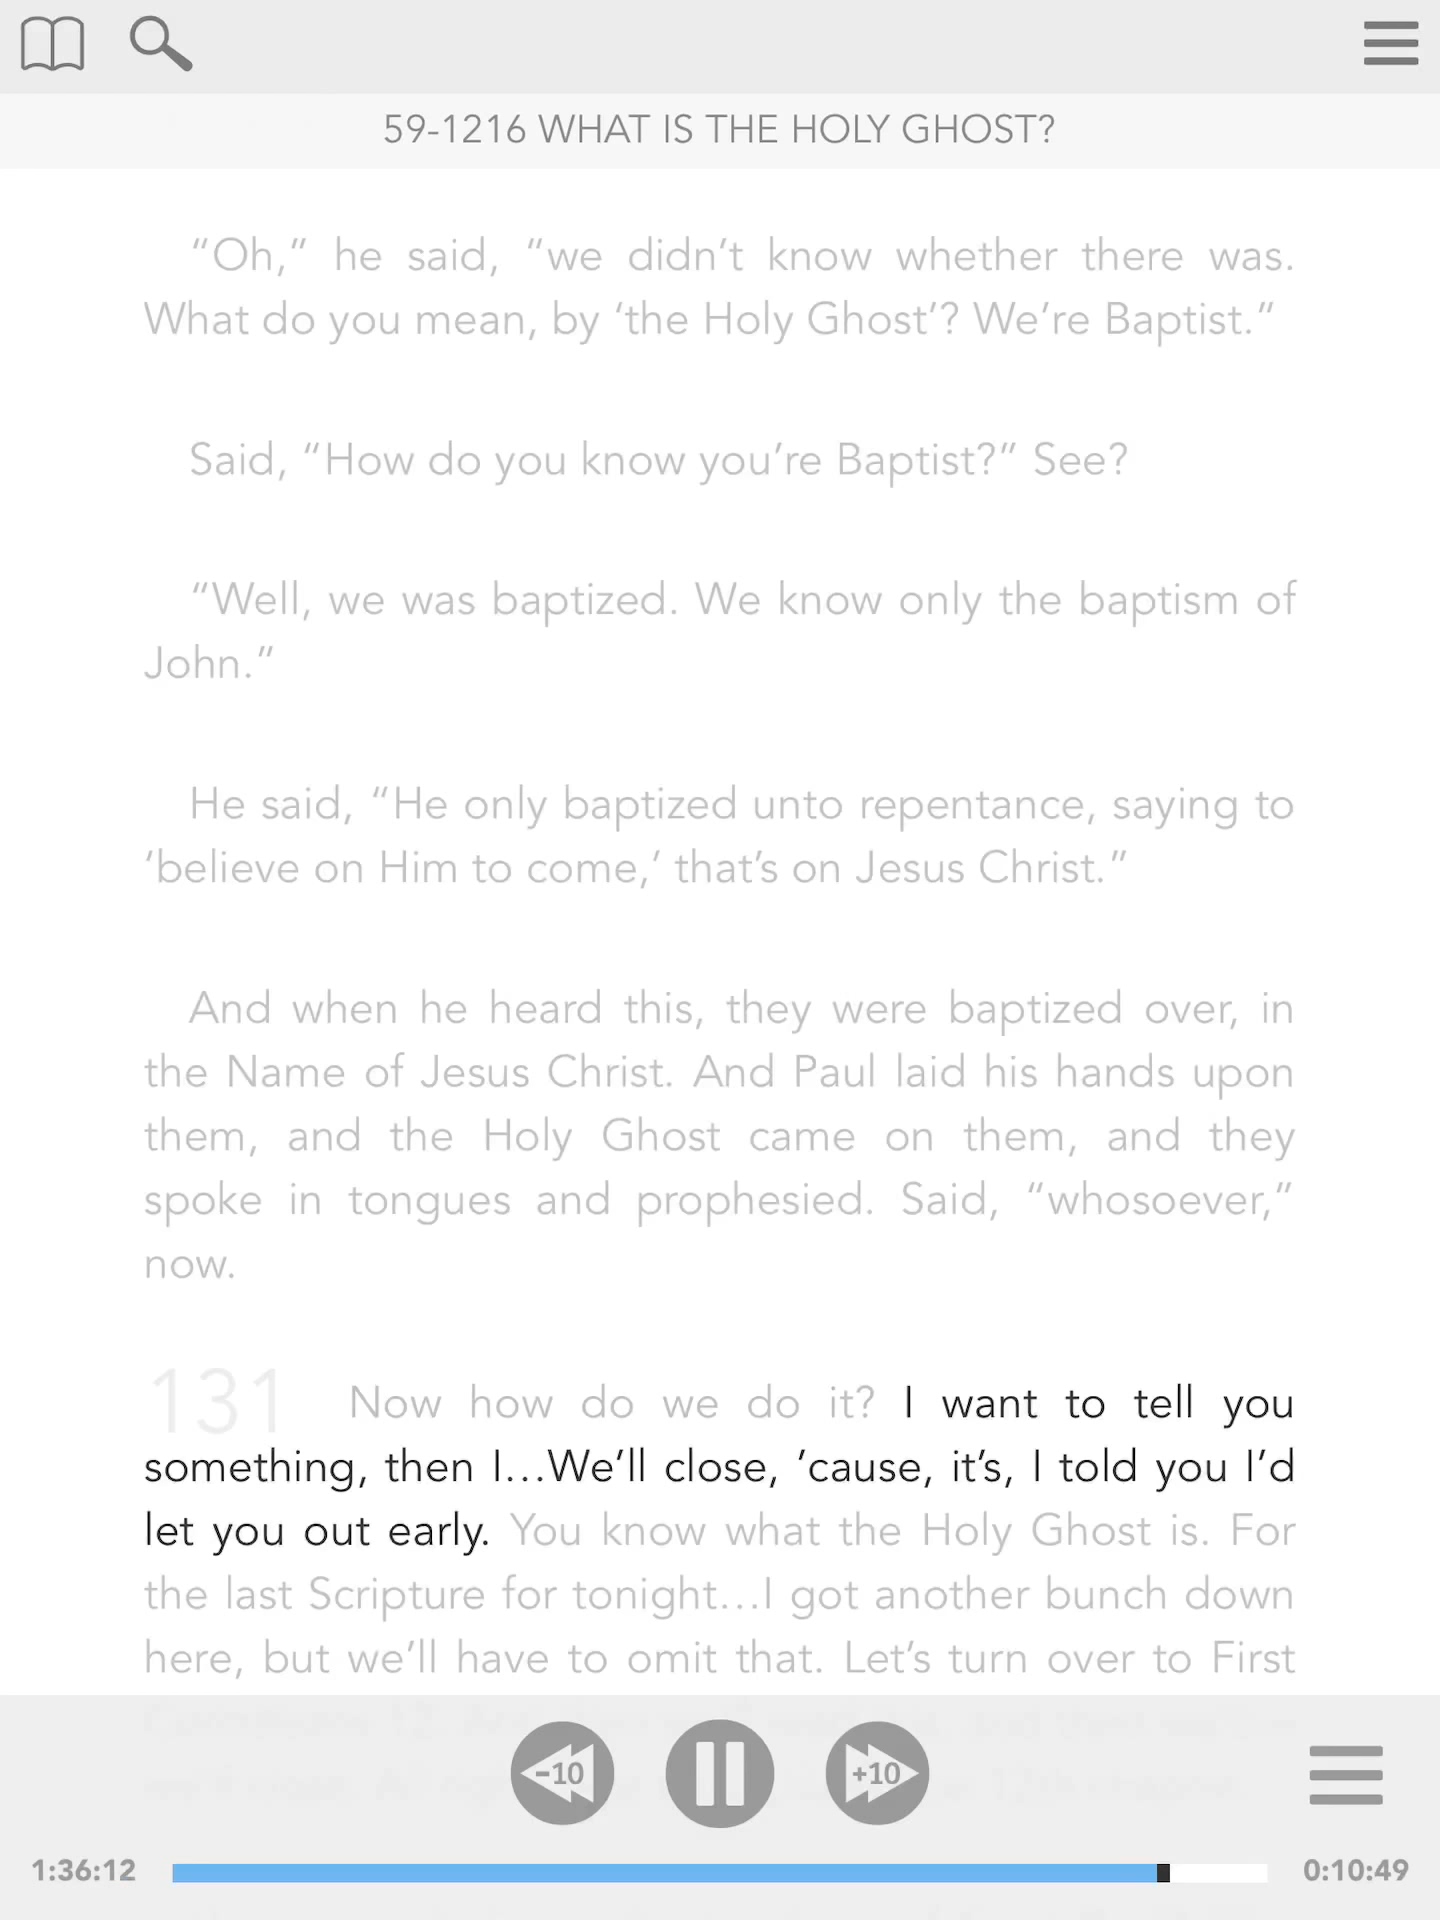 59-1216 WHAT IS THE HOLY GHOST?
“Oh,” he said, “we didn’t know whether there was.
What do you mean, by ‘the Holy Ghost’? We’re Baptist.”
Said, “How do you know you’re Baptist?” See?
“Well, we was baptized. We know only the baptism of
John.”
He said, “He only baptized unto repentance, saying to
‘believe on Him to come,’ that’s on Jesus Christ.”
And when he heard this, they were baptized over, in
the Name of Jesus Christ. And Paul laid his hands upon
them, and the Holy Ghost came on them, and they
spoke in tongues and prophesied. Said, “whosoever,”
now.
131 Now how do we do it? I want to tell you
something, then I…We’ll close, ’cause, it’s, I told you I’d
let you out early. You know what the Holy Ghost is. For
the last Scripture for tonight…I got another bunch down
here, but we’ll have to omit that. Let’s turn over to First
-10 +10
1:36:12 0:10:49